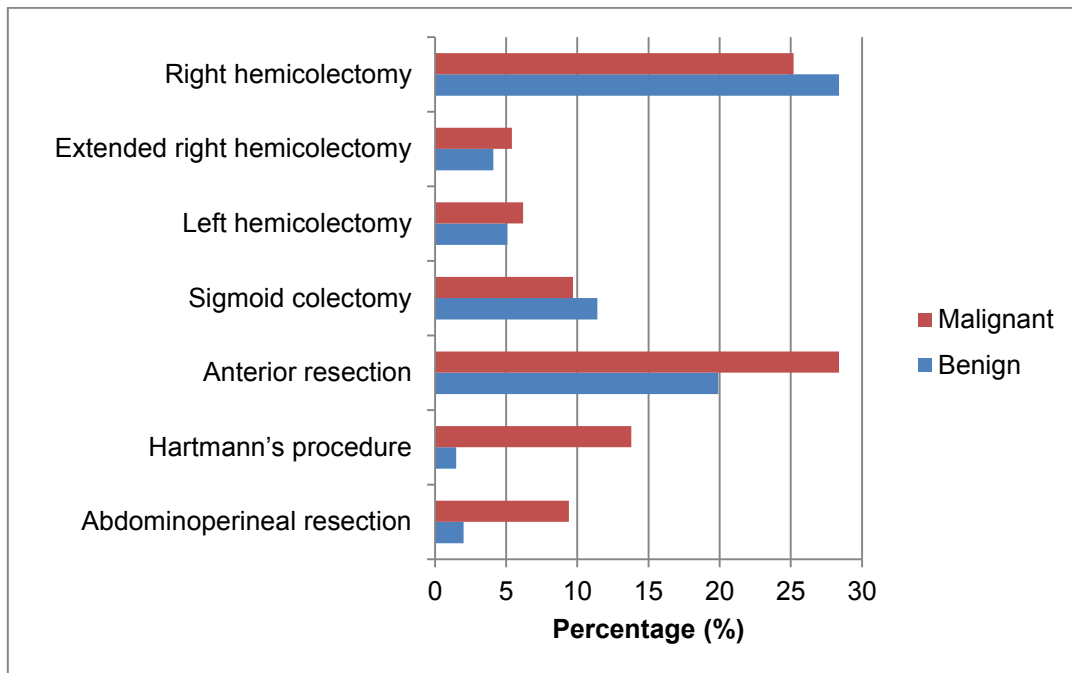 Right hemicolectomy
Extended right hemicolectomy
Left hemicolectomy
Sigmoid colectomy
Anterior resection
Hartmann’s procedure
Abdominoperineal resection
0 5 10 15 20 25 30
Percentage (%)
Malignant
Benign